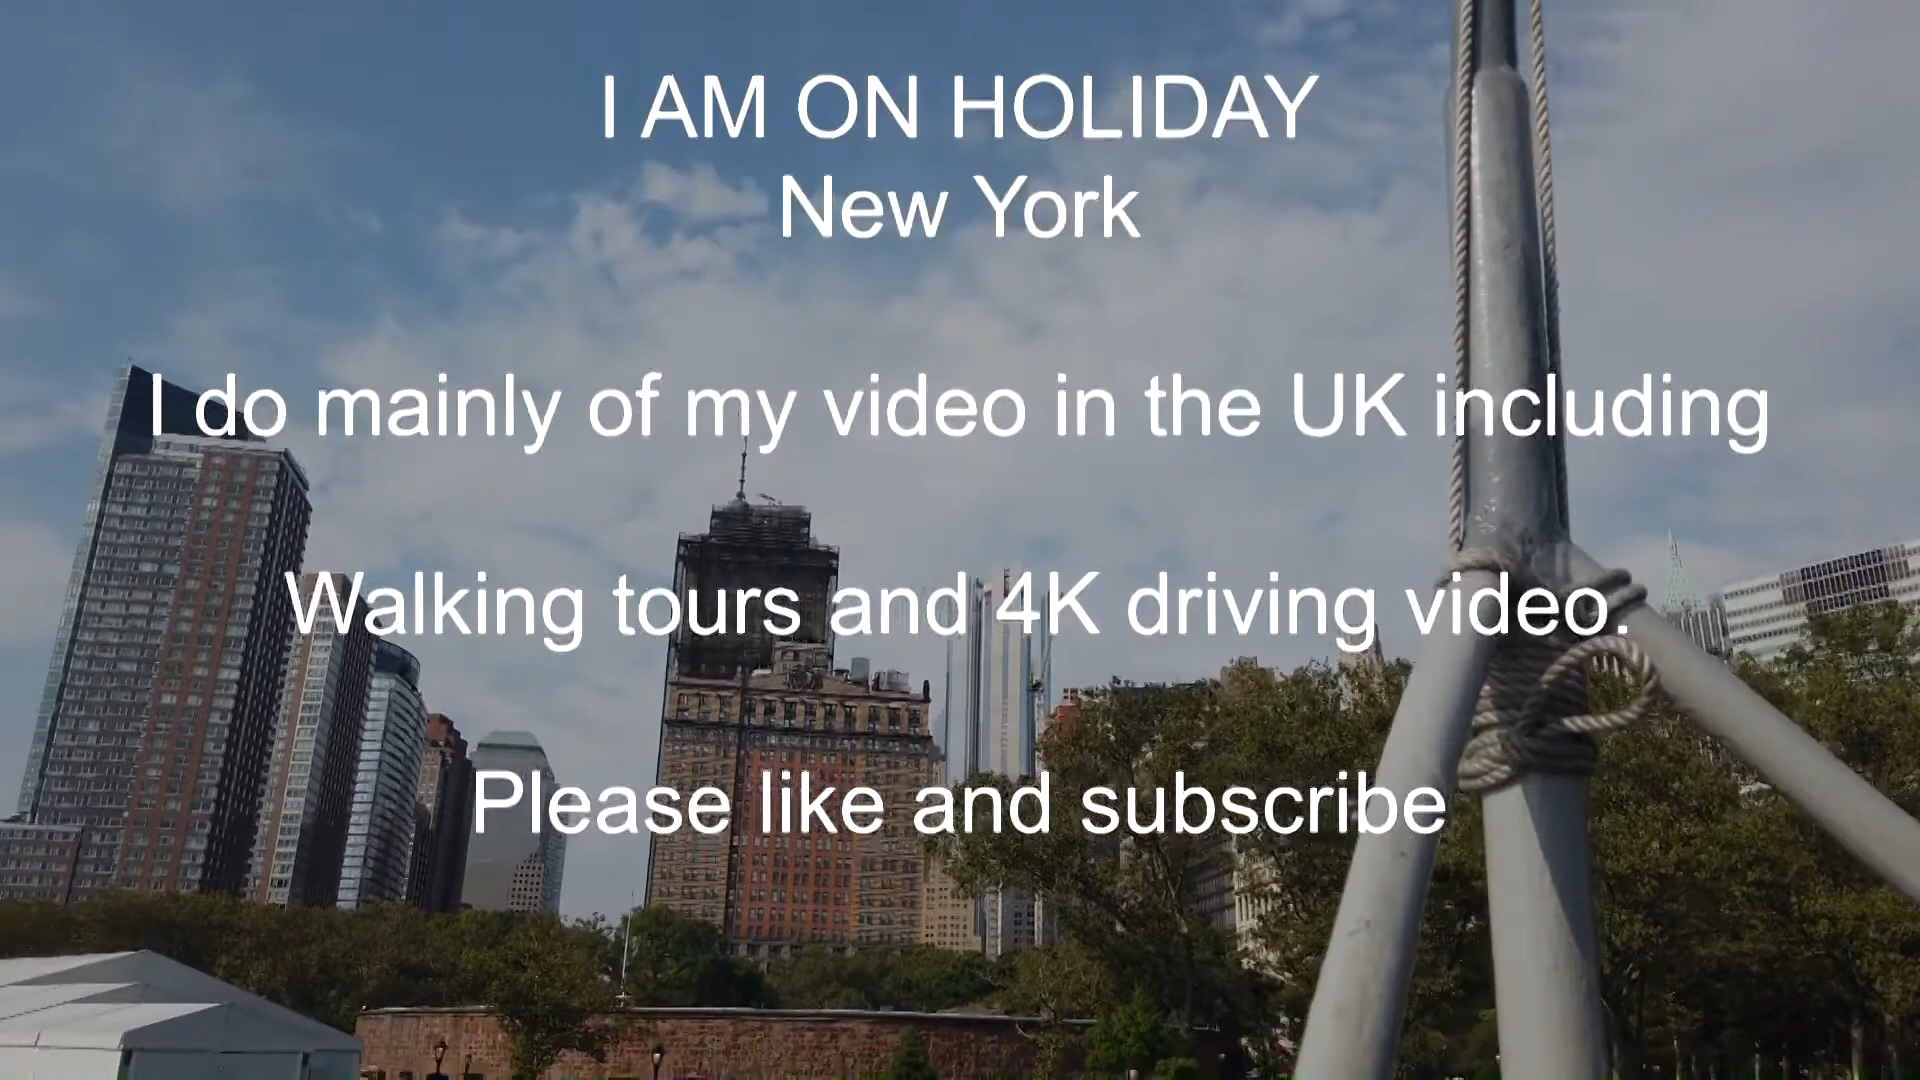 I AM ON HOLIDAY
New York
I do mainly of my video in the UK including
Walking tours and 4K driving video.
Please like and subscribe